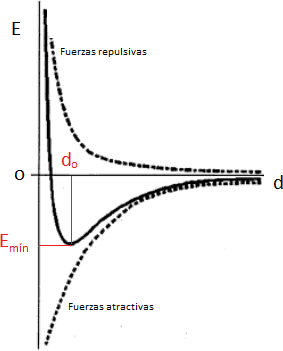 E
Fuerzas repulsivas
do
o
d
Emín
Fuerzas atractivas